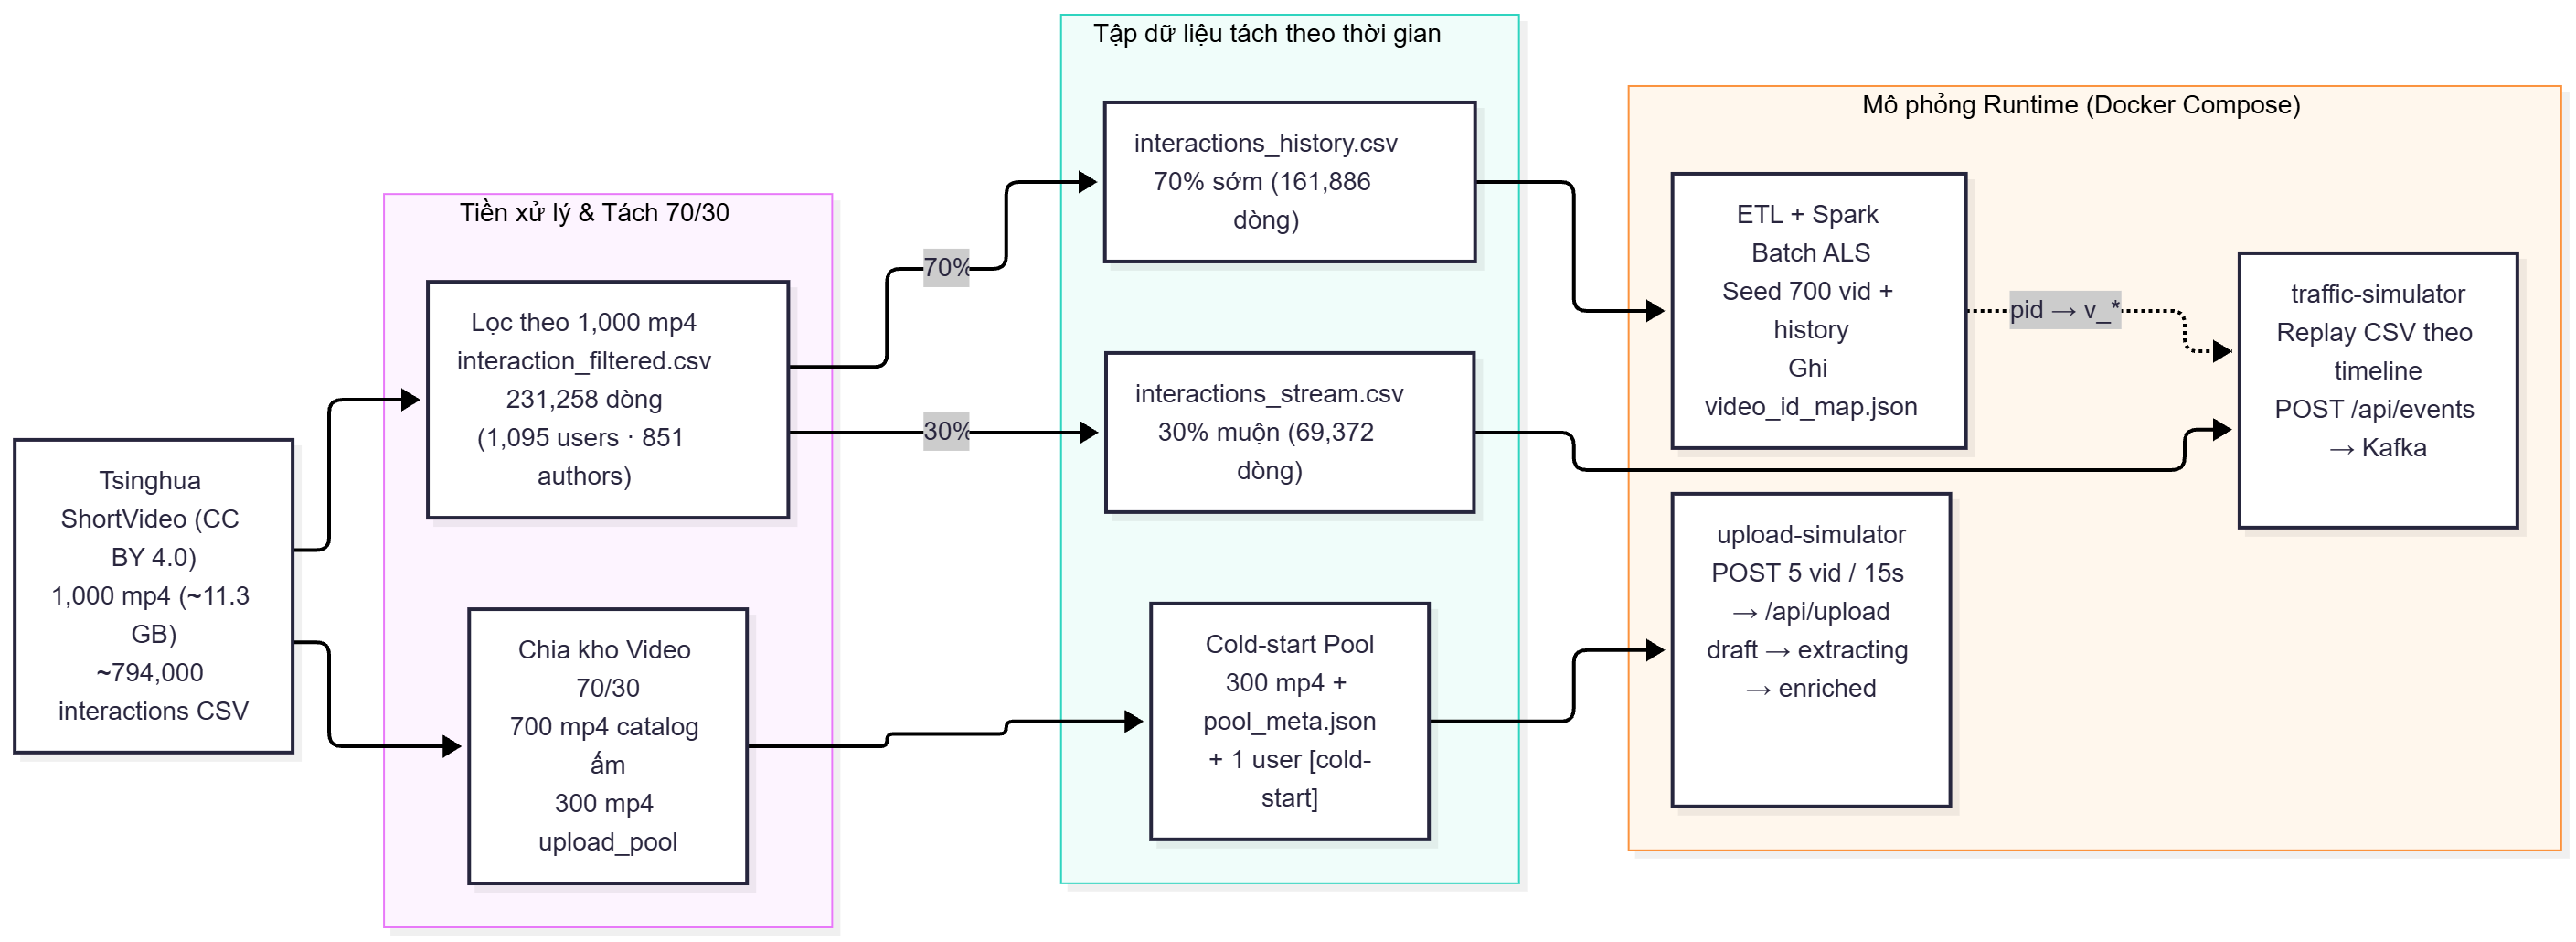 Tsinghua
ShortVideo (CC
BY 4.0)
1,000 mp4 (~11.3
GB)
~794,000
interactions CSV
Tiền xử lý & Tách 70/30
Lọc theo 1,000 mp4
interaction_filtered.csv
231,258 dòng
(1,095 users · 851
authors)
Chia kho Video
70/30
700 mp4 catalog
ấm
300 mp4
upload_pool
70%
30%
Tập dữ liệu tách theo thời gian
interactions_history.csv
70% sớm (161,886
dòng)
interactions_stream.csv
30% muộn (69,372
dòng)
Cold-start Pool
300 mp4 +
pool_meta.json
+ 1 user [cold-
start]
Mô phỏng Runtime (Docker Compose)
ETL + Spark
Batch ALS
Seed 700 vid +
history
Ghi
video_id_map.json
pid → v_*
upload-simulator
POST 5 vid / 15s
→ /api/upload
draft → extracting
→ enriched
traffic-simulator
Replay CSV theo
timeline
POST /api/events
→ Kafka